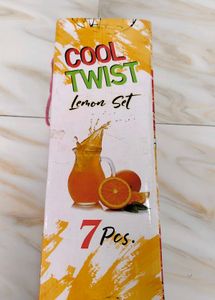 COOL
TWIST
Lemon Set
7 Pcs.